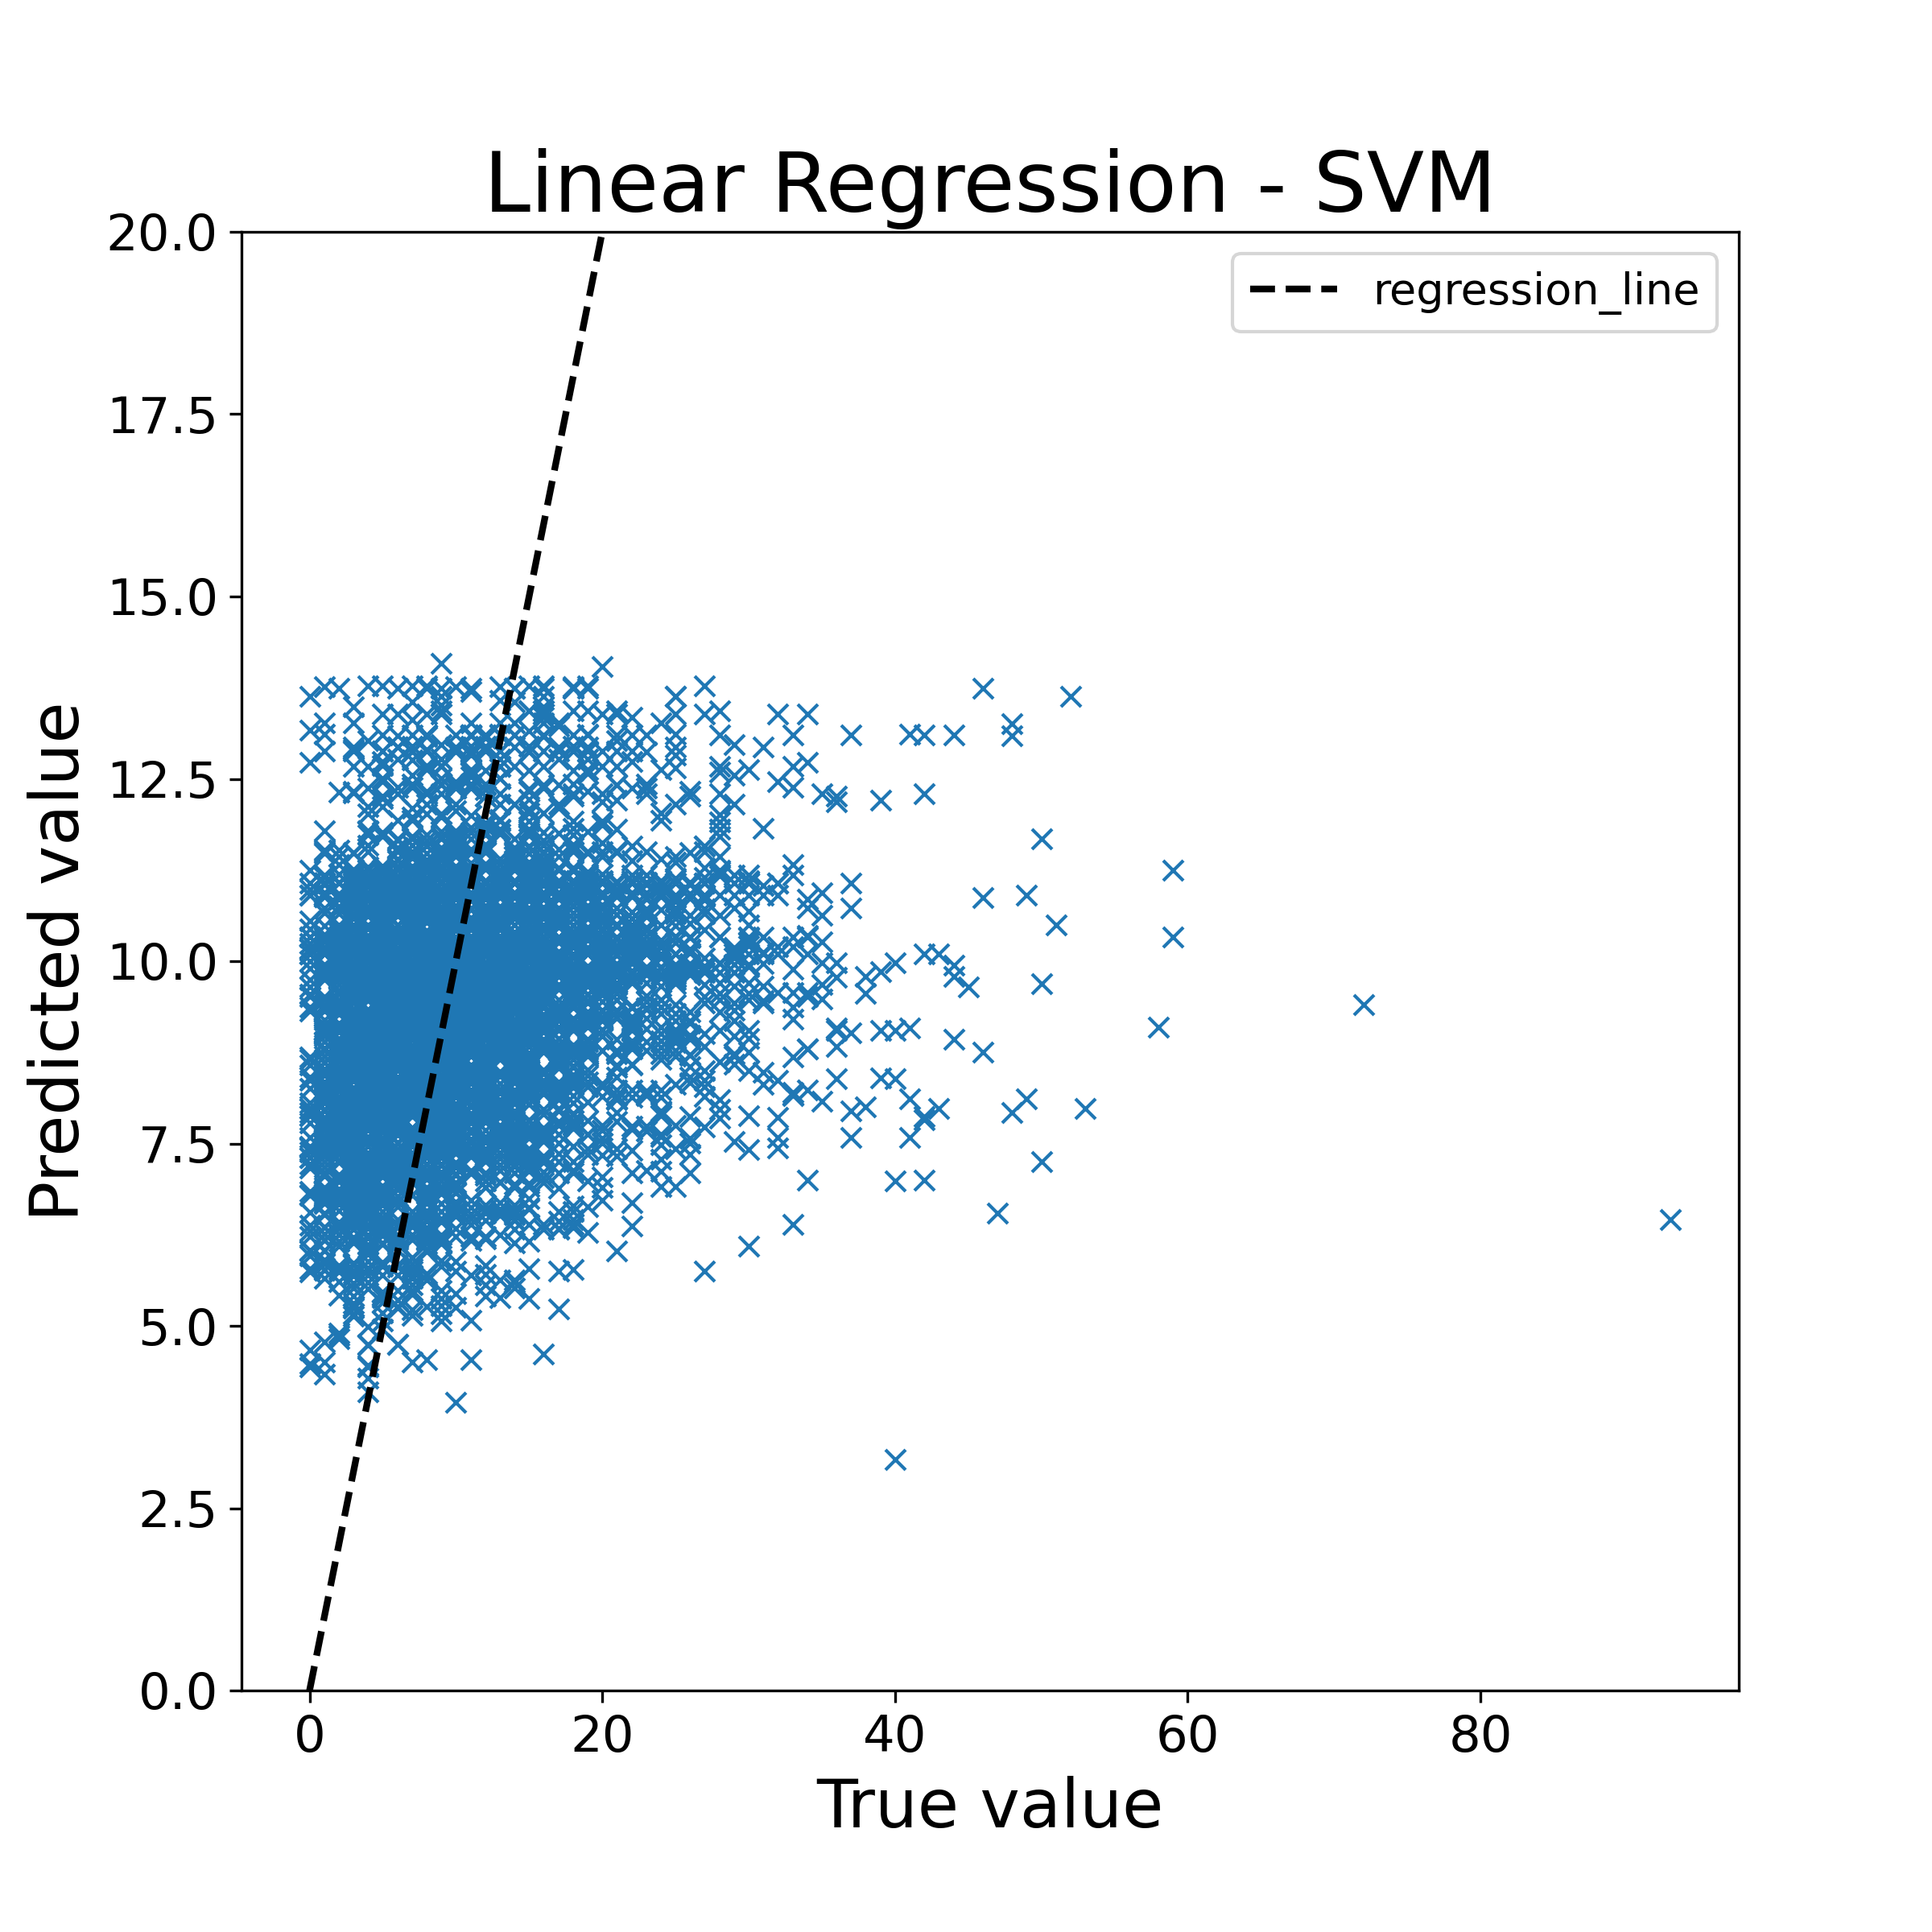 Linear Regression - SVM
regression_line
20.0
17.5
15.0
12.5
10.0
7.5
5.0
2.5
0.0
Predicted value
0 20 40 60 80
True value